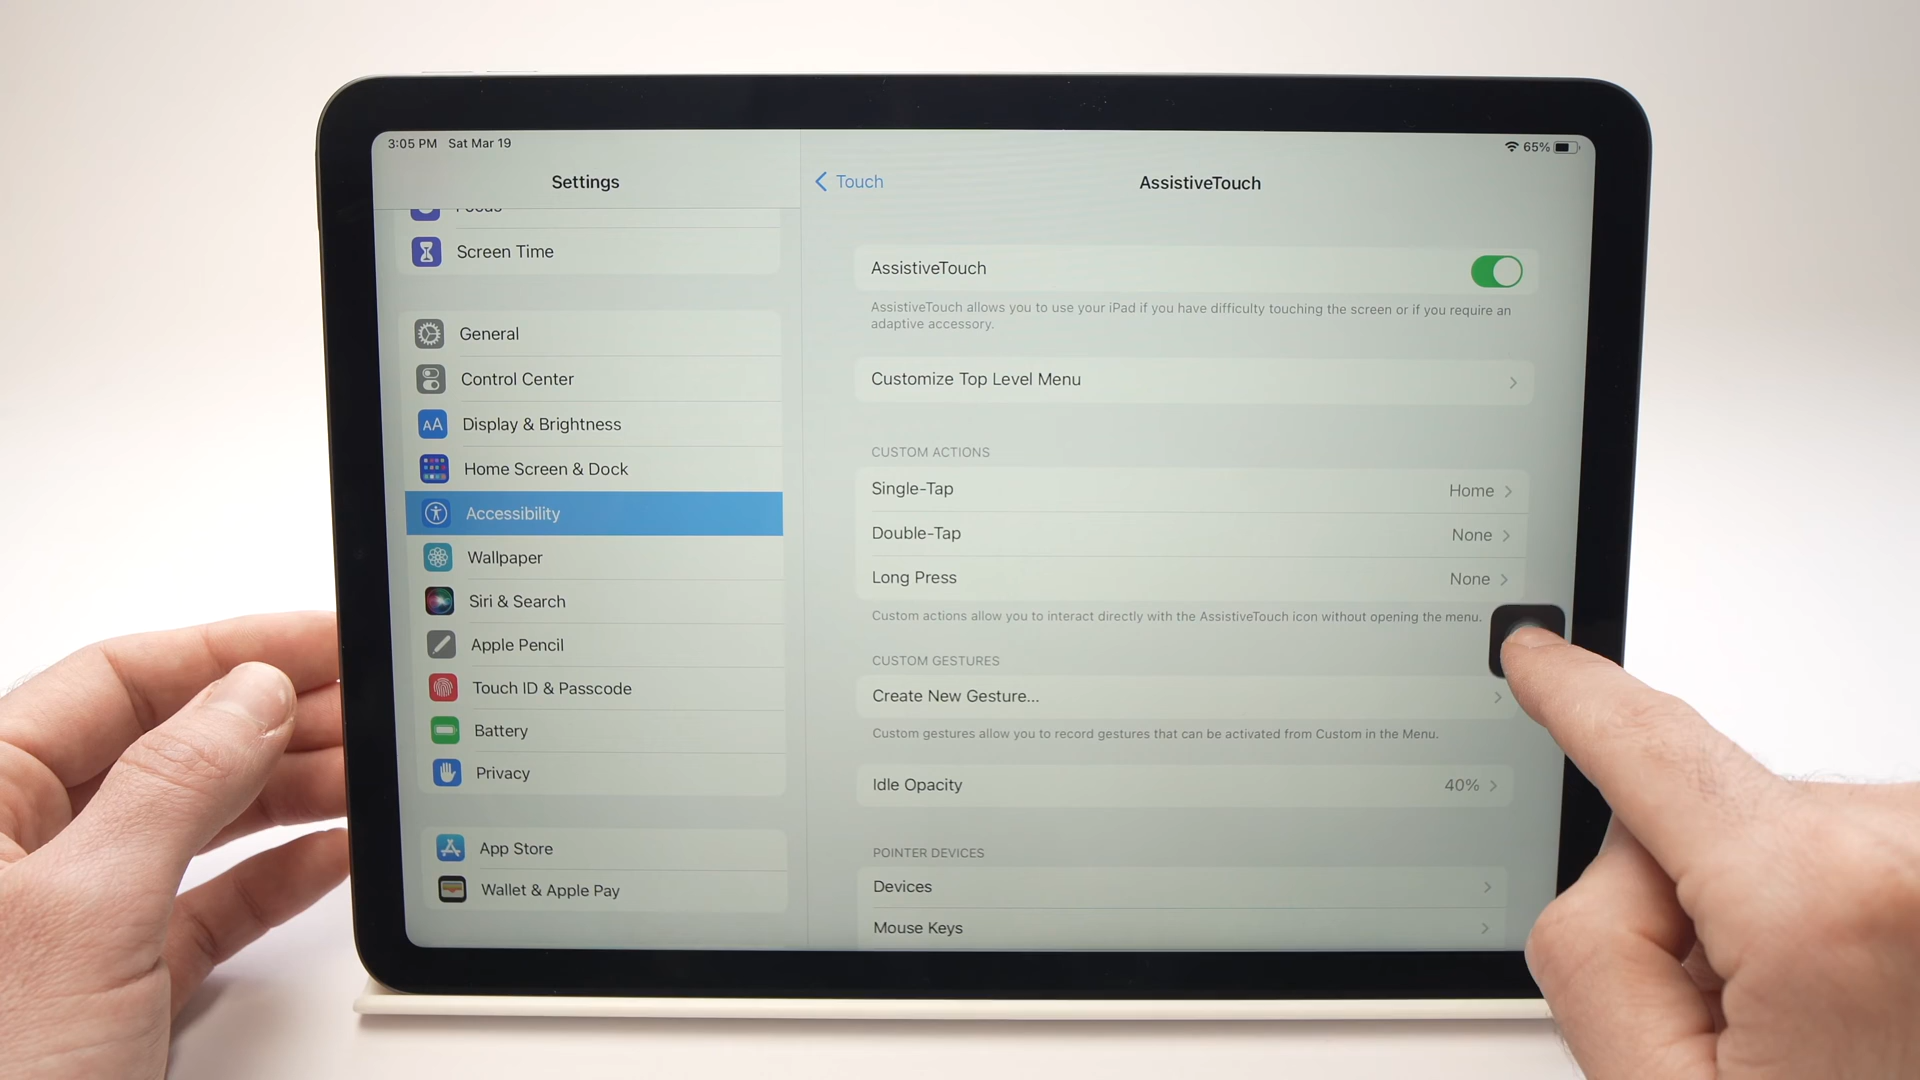 3:05 PM Sat Mar 19
65%
Settings
Focus
Screen Time
General
Control Center
Display & Brightness
AA
Home Screen & Dock
Accessibility
Wallpaper
Siri & Search
Apple Pencil
Touch ID & Passcode
Battery
Privacy
App Store
Wallet & Apple Pay
Touch
AssistiveTouch
AssistiveTouch
AssistiveTouch allows you to use your iPad if you have difficulty touching the screen or if you require an
adaptive accessory.
Customize Top Level Menu
CUSTOM ACTIONS
Single-Tap Home
Double-Tap None
Long Press None
Custom actions allow you to interact directly with the AssistiveTouch icon without opening the menu.
CUSTOM GESTURES
Create New Gesture...
Custom gestures allow you to record gestures that can be activated from Custom in the Menu.
Idle Opacity 40%
POINTER DEVICES
Devices
Mouse Keys